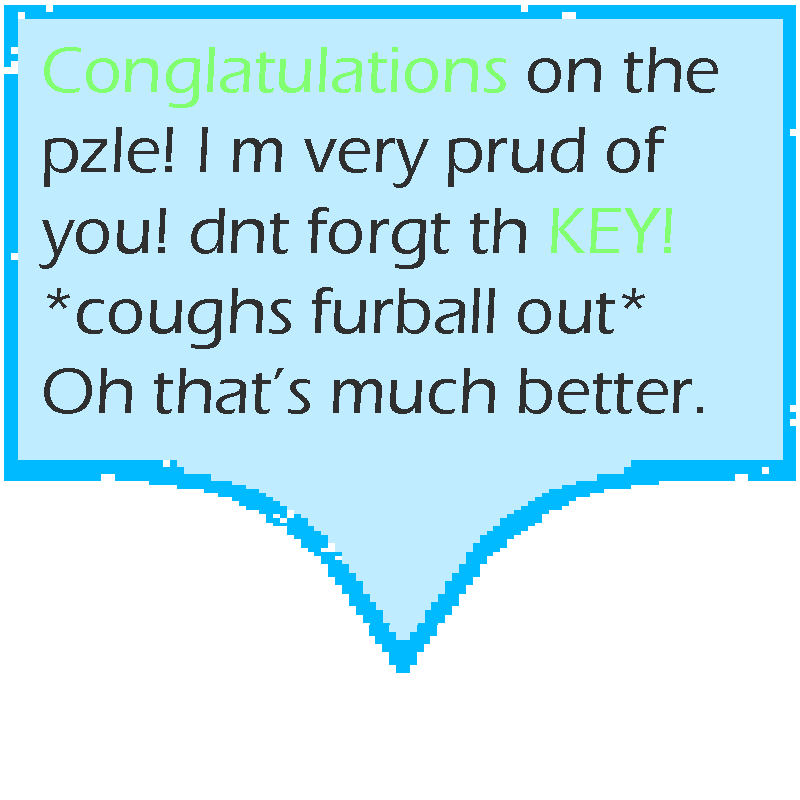 Conglatulations on the
pzle! I m very prud of
you! dnt forgt th KEY!
*coughs furball out*
Oh that's much better.